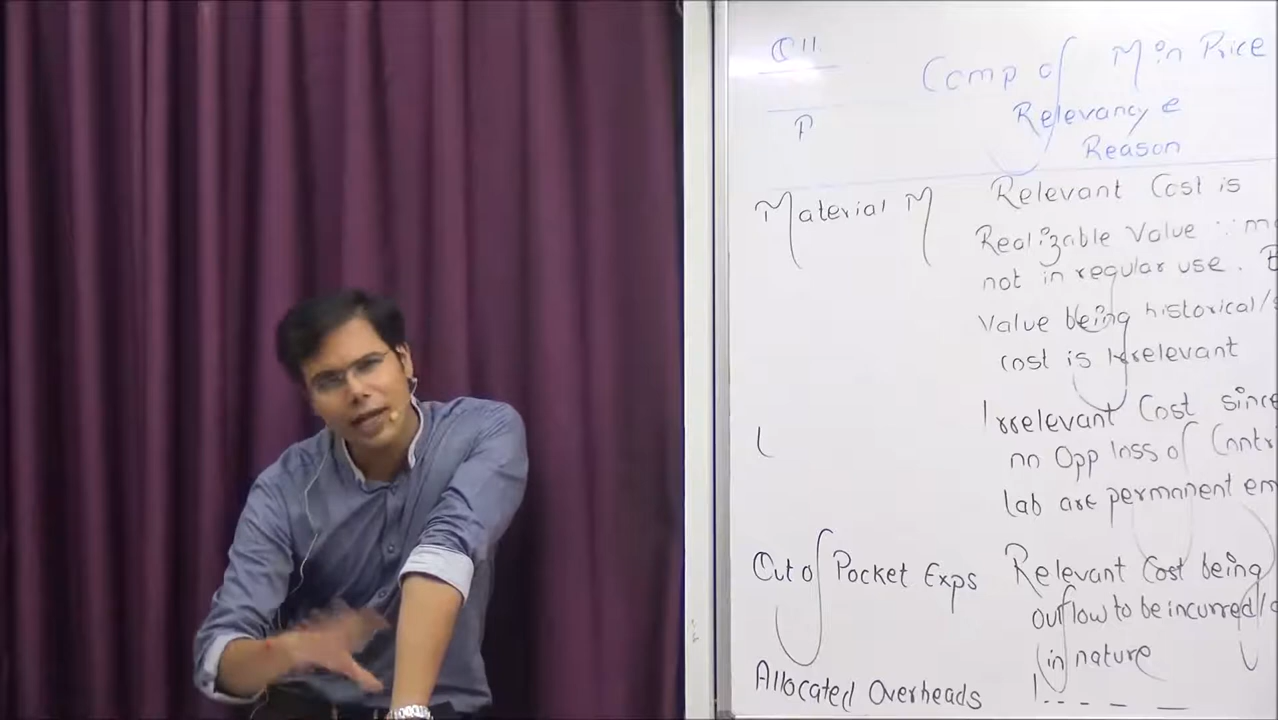 Q 11
Comp of Min Price
P
Relevancy &
Reason
Material M
Relevant Cost is
Realizable Value ∵ m
not in regular use.
Value being historical/
cost is Irrelevant
L
Irrelevant Cost since
no Opp loss of Contr
lab are permanent em
Out of Pocket Exps
Relevant Cost being
outflow to be incurred/
in nature
Allocated Overheads
I - - - -